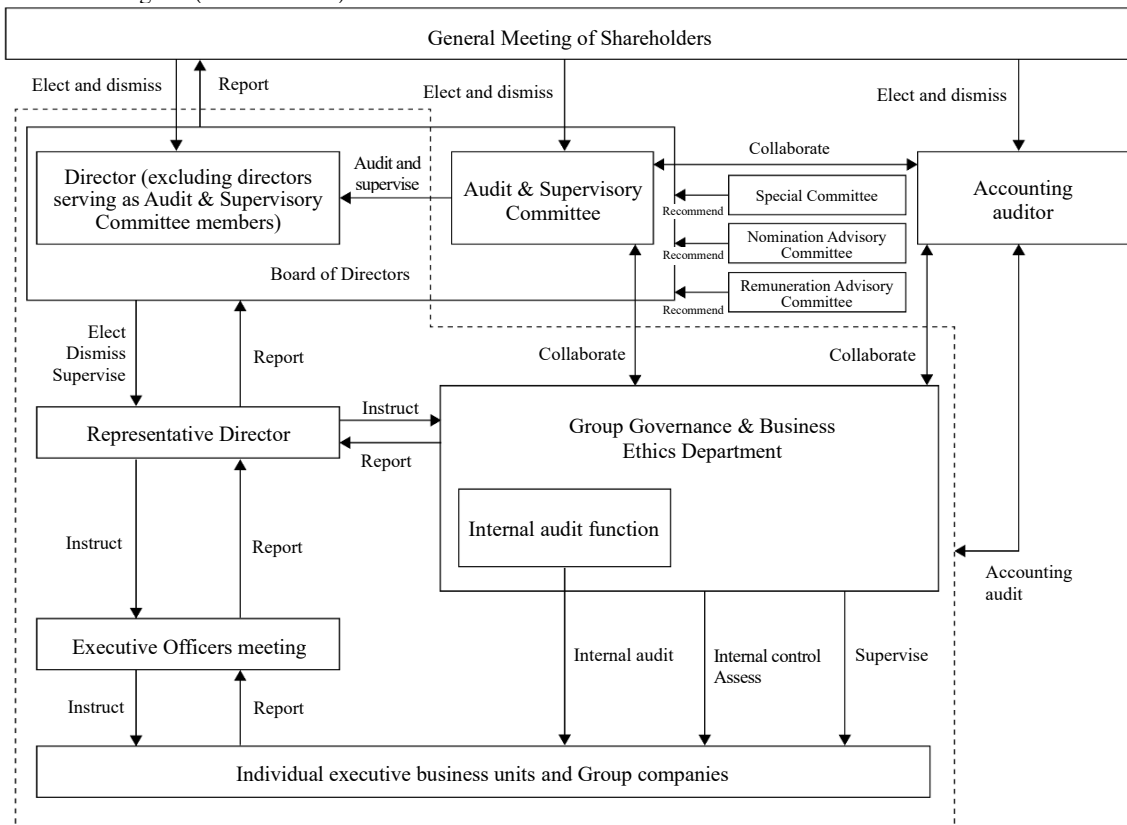 General Meeting of Shareholders
Elect and dismiss
Report
Elect and dismiss
Elect and dismiss
Director (excluding directors
serving as Audit & Supervisory
Committee members)
Audit and
supervise
Audit & Supervisory
Committee
Collaborate
Accounting
auditor
Special Committee
Recommend
Nomination Advisory
Committee
Recommend
Remuneration Advisory
Committee
Recommend
Board of Directors
Elect
Dismiss
Supervise
Report
Collaborate
Collaborate
Representative Director
Instruct
Report
Group Governance & Business
Ethics Department
Internal audit function
Instruct
Report
Accounting
audit
Executive Officers meeting
Internal audit
Internal control
Assess
Supervise
Instruct
Report
Individual executive business units and Group companies